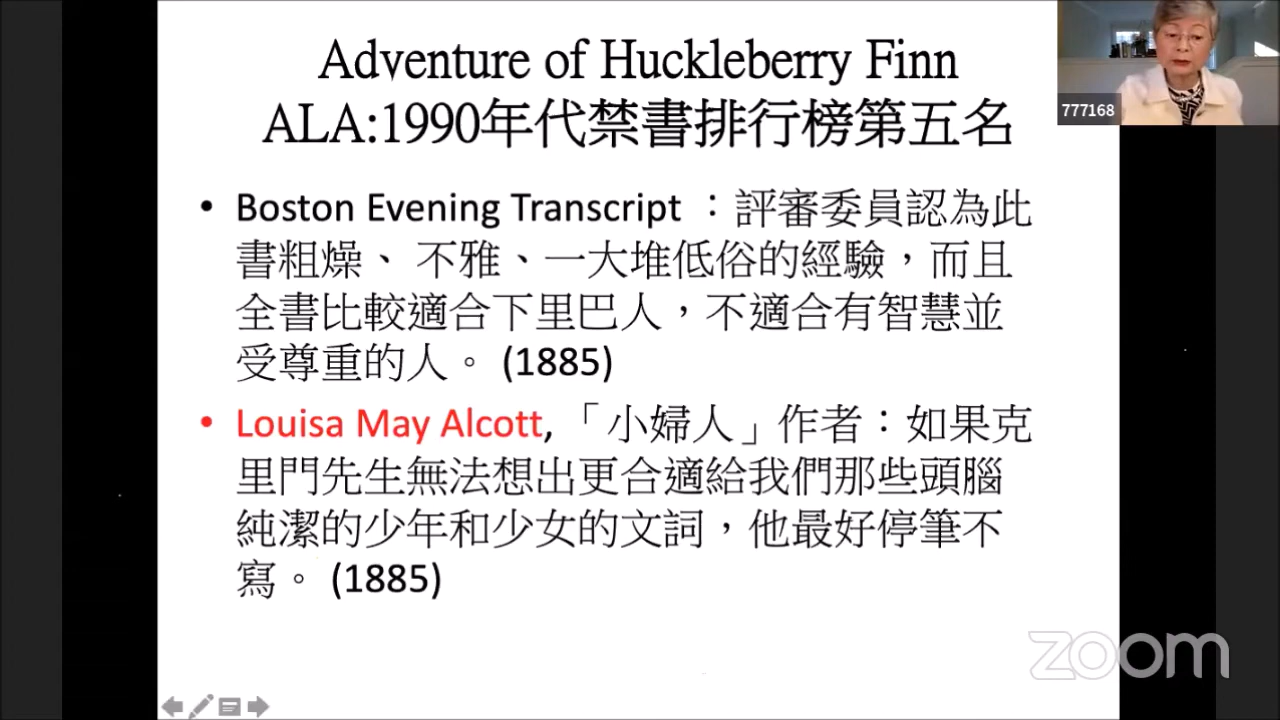 Adventure of Huckleberry Finn
ALA:1990年代禁書排行榜第五名
777168
• Boston Evening Transcript ：評審委員認為此
書粗燥、 不雅、一大堆低俗的經驗，而且
全書比較適合下里巴人，不適合有智慧並
受尊重的人。 (1885)
• Louisa May Alcott, 「小婦人」作者：如果克
里門先生無法想出更合適給我們那些頭腦
純潔的少年和少女的文詞，他最好停筆不
寫。 (1885)
zoom